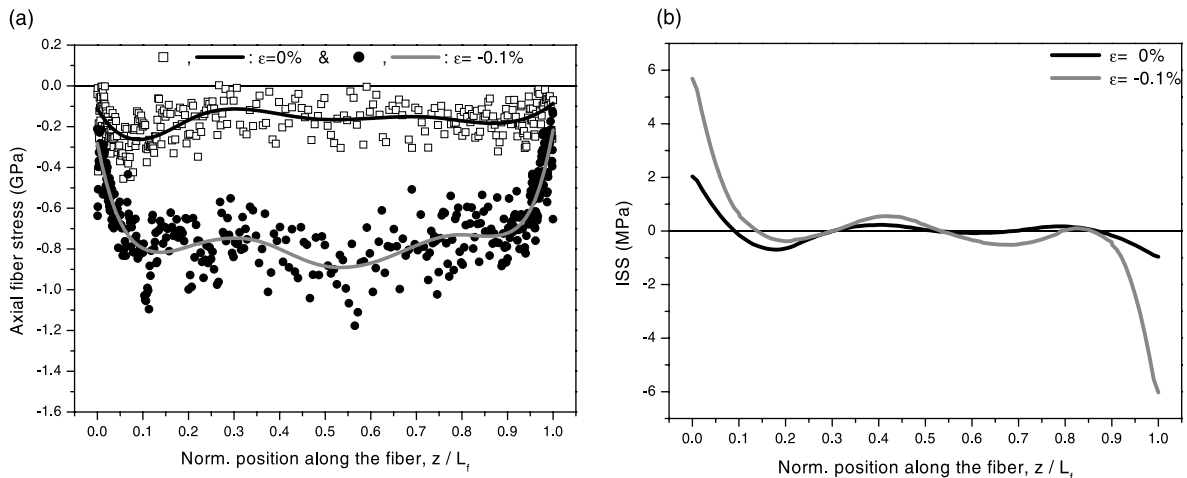 (a)
, : ε=0% & , : ε= -0.1%
0.2
0.0
-0.2
-0.4
-0.6
-0.8
-1.0
-1.2
-1.4
-1.6
Axial fiber stress (GPa)
0.0 0.1 0.2 0.3 0.4 0.5 0.6 0.7 0.8 0.9 1.0
Norm. position along the fiber, z / Lf
(b)
ε= 0%
ε= -0.1%
6
4
2
0
-2
-4
-6
ISS (MPa)
0.0 0.1 0.2 0.3 0.4 0.5 0.6 0.7 0.8 0.9 1.0
Norm. position along the fiber, z / Lf